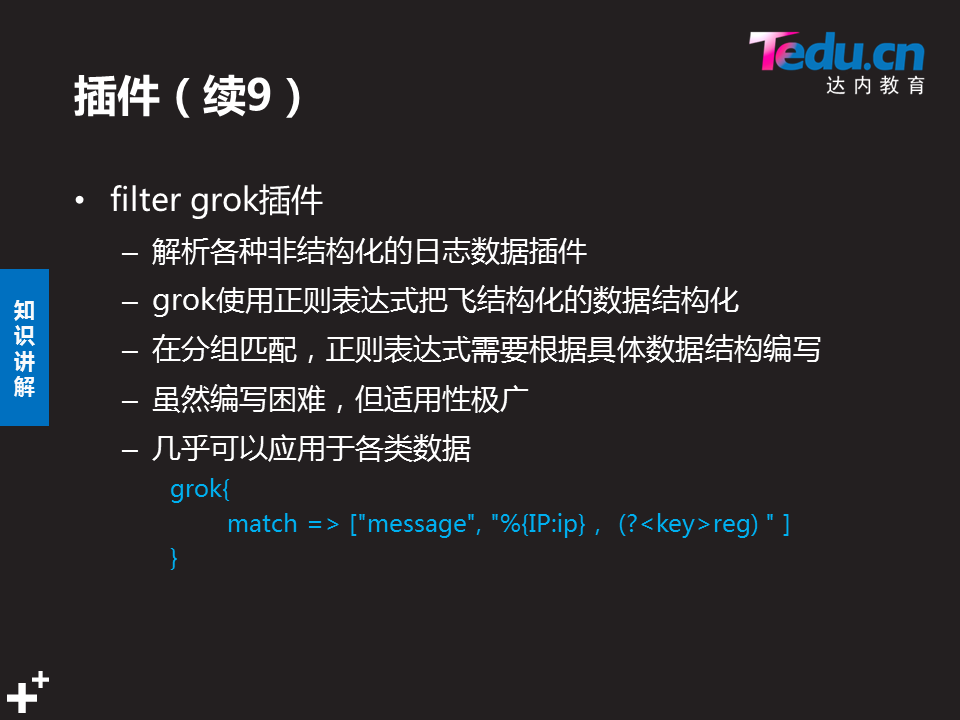 Tedu.cn
达内教育
插件（续9）
• filter grok插件
– 解析各种非结构化的日志数据插件
– grok使用正则表达式把飞结构化的数据结构化
– 在分组匹配，正则表达式需要根据具体数据结构编写
– 虽然编写困难，但适用性极广
– 几乎可以应用于各类数据
grok{
match => ["message", "%{IP:ip} , (?<key>reg) " ]
}
知
识
讲
解